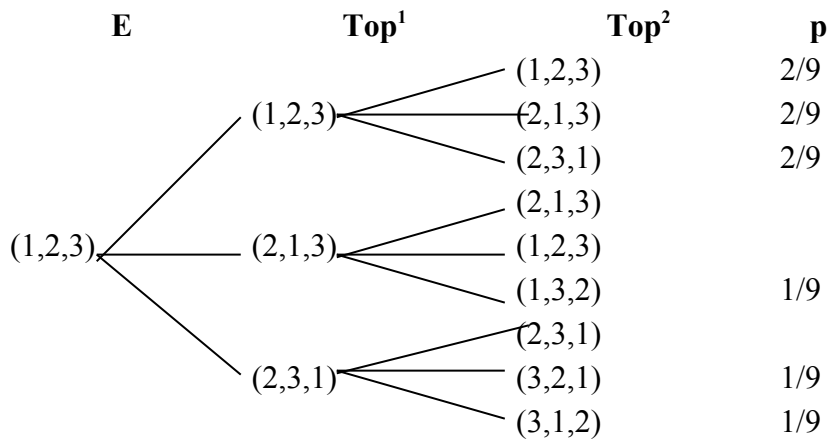 E Top¹ Top² p
(1,2,3) 2/9
(1,2,3) (2,1,3) 2/9
(2,3,1) 2/9
(2,1,3)
(1,2,3) (2,1,3) (1,2,3)
(1,3,2) 1/9
(2,3,1)
(2,3,1) (3,2,1) 1/9
(3,1,2) 1/9